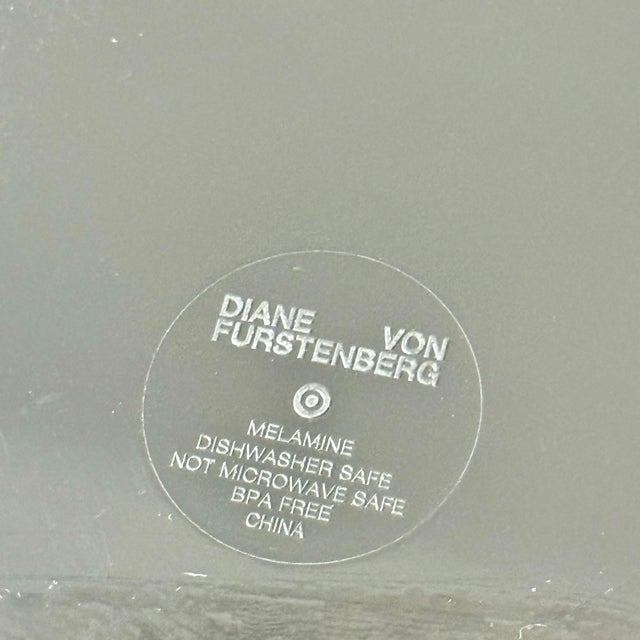 DIANE VON
FURSTENBERG
MELAMINE
DISHWASHER SAFE
NOT MICROWAVE SAFE
BPA FREE
CHINA